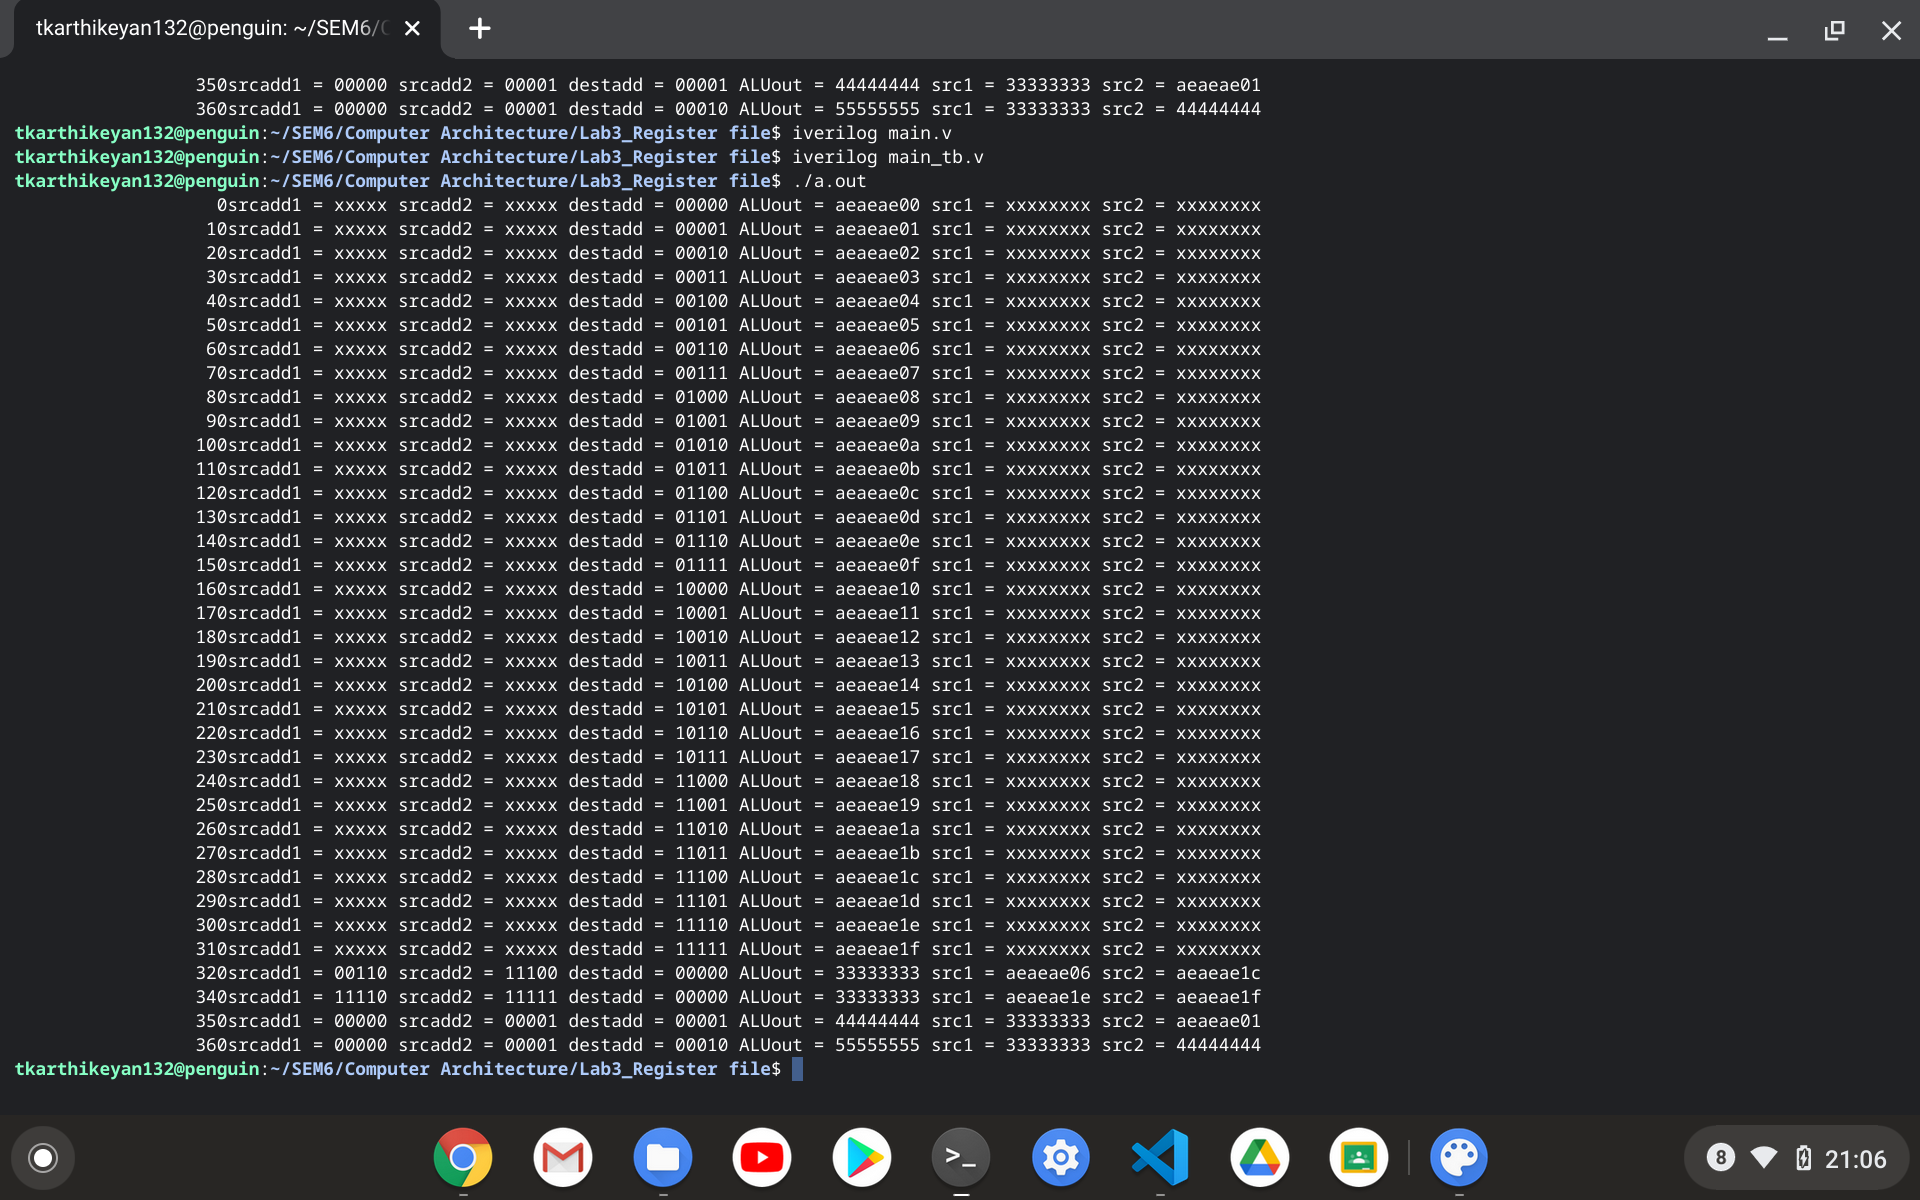 tkarthikeyan132@penguin: ~/SEM6/C
350srcadd1 = 00000 srcadd2 = 00001 destadd = 00001 ALUout = 44444444 src1 = 33333333 src2 = aeaeae01
360srcadd1 = 00000 srcadd2 = 00001 destadd = 00010 ALUout = 55555555 src1 = 33333333 src2 = 44444444
tkarthikeyan132@penguin:~/SEM6/Computer Architecture/Lab3_Register file$ iverilog main.v
tkarthikeyan132@penguin:~/SEM6/Computer Architecture/Lab3_Register file$ iverilog main_tb.v
tkarthikeyan132@penguin:~/SEM6/Computer Architecture/Lab3_Register file$ ./a.out
0srcadd1 = xxxxx srcadd2 = xxxxx destadd = 00000 ALUout = aeaeae00 src1 = xxxxxxxx src2 = xxxxxxxx
10srcadd1 = xxxxx srcadd2 = xxxxx destadd = 00001 ALUout = aeaeae01 src1 = xxxxxxxx src2 = xxxxxxxx
20srcadd1 = xxxxx srcadd2 = xxxxx destadd = 00010 ALUout = aeaeae02 src1 = xxxxxxxx src2 = xxxxxxxx
30srcadd1 = xxxxx srcadd2 = xxxxx destadd = 00011 ALUout = aeaeae03 src1 = xxxxxxxx src2 = xxxxxxxx
40srcadd1 = xxxxx srcadd2 = xxxxx destadd = 00100 ALUout = aeaeae04 src1 = xxxxxxxx src2 = xxxxxxxx
50srcadd1 = xxxxx srcadd2 = xxxxx destadd = 00101 ALUout = aeaeae05 src1 = xxxxxxxx src2 = xxxxxxxx
60srcadd1 = xxxxx srcadd2 = xxxxx destadd = 00110 ALUout = aeaeae06 src1 = xxxxxxxx src2 = xxxxxxxx
70srcadd1 = xxxxx srcadd2 = xxxxx destadd = 00111 ALUout = aeaeae07 src1 = xxxxxxxx src2 = xxxxxxxx
80srcadd1 = xxxxx srcadd2 = xxxxx destadd = 01000 ALUout = aeaeae08 src1 = xxxxxxxx src2 = xxxxxxxx
90srcadd1 = xxxxx srcadd2 = xxxxx destadd = 01001 ALUout = aeaeae09 src1 = xxxxxxxx src2 = xxxxxxxx
100srcadd1 = xxxxx srcadd2 = xxxxx destadd = 01010 ALUout = aeaeae0a src1 = xxxxxxxx src2 = xxxxxxxx
110srcadd1 = xxxxx srcadd2 = xxxxx destadd = 01011 ALUout = aeaeae0b src1 = xxxxxxxx src2 = xxxxxxxx
120srcadd1 = xxxxx srcadd2 = xxxxx destadd = 01100 ALUout = aeaeae0c src1 = xxxxxxxx src2 = xxxxxxxx
130srcadd1 = xxxxx srcadd2 = xxxxx destadd = 01101 ALUout = aeaeae0d src1 = xxxxxxxx src2 = xxxxxxxx
140srcadd1 = xxxxx srcadd2 = xxxxx destadd = 01110 ALUout = aeaeae0e src1 = xxxxxxxx src2 = xxxxxxxx
150srcadd1 = xxxxx srcadd2 = xxxxx destadd = 01111 ALUout = aeaeae0f src1 = xxxxxxxx src2 = xxxxxxxx
160srcadd1 = xxxxx srcadd2 = xxxxx destadd = 10000 ALUout = aeaeae10 src1 = xxxxxxxx src2 = xxxxxxxx
170srcadd1 = xxxxx srcadd2 = xxxxx destadd = 10001 ALUout = aeaeae11 src1 = xxxxxxxx src2 = xxxxxxxx
180srcadd1 = xxxxx srcadd2 = xxxxx destadd = 10010 ALUout = aeaeae12 src1 = xxxxxxxx src2 = xxxxxxxx
190srcadd1 = xxxxx srcadd2 = xxxxx destadd = 10011 ALUout = aeaeae13 src1 = xxxxxxxx src2 = xxxxxxxx
200srcadd1 = xxxxx srcadd2 = xxxxx destadd = 10100 ALUout = aeaeae14 src1 = xxxxxxxx src2 = xxxxxxxx
210srcadd1 = xxxxx srcadd2 = xxxxx destadd = 10101 ALUout = aeaeae15 src1 = xxxxxxxx src2 = xxxxxxxx
220srcadd1 = xxxxx srcadd2 = xxxxx destadd = 10110 ALUout = aeaeae16 src1 = xxxxxxxx src2 = xxxxxxxx
230srcadd1 = xxxxx srcadd2 = xxxxx destadd = 10111 ALUout = aeaeae17 src1 = xxxxxxxx src2 = xxxxxxxx
240srcadd1 = xxxxx srcadd2 = xxxxx destadd = 11000 ALUout = aeaeae18 src1 = xxxxxxxx src2 = xxxxxxxx
250srcadd1 = xxxxx srcadd2 = xxxxx destadd = 11001 ALUout = aeaeae19 src1 = xxxxxxxx src2 = xxxxxxxx
260srcadd1 = xxxxx srcadd2 = xxxxx destadd = 11010 ALUout = aeaeae1a src1 = xxxxxxxx src2 = xxxxxxxx
270srcadd1 = xxxxx srcadd2 = xxxxx destadd = 11011 ALUout = aeaeae1b src1 = xxxxxxxx src2 = xxxxxxxx
280srcadd1 = xxxxx srcadd2 = xxxxx destadd = 11100 ALUout = aeaeae1c src1 = xxxxxxxx src2 = xxxxxxxx
290srcadd1 = xxxxx srcadd2 = xxxxx destadd = 11101 ALUout = aeaeae1d src1 = xxxxxxxx src2 = xxxxxxxx
300srcadd1 = xxxxx srcadd2 = xxxxx destadd = 11110 ALUout = aeaeae1e src1 = xxxxxxxx src2 = xxxxxxxx
310srcadd1 = xxxxx srcadd2 = xxxxx destadd = 11111 ALUout = aeaeae1f src1 = xxxxxxxx src2 = xxxxxxxx
320srcadd1 = 00110 srcadd2 = 11100 destadd = 00000 ALUout = 33333333 src1 = aeaeae06 src2 = aeaeae1c
340srcadd1 = 11110 srcadd2 = 11111 destadd = 00000 ALUout = 33333333 src1 = aeaeae1e src2 = aeaeae1f
350srcadd1 = 00000 srcadd2 = 00001 destadd = 00001 ALUout = 44444444 src1 = 33333333 src2 = aeaeae01
360srcadd1 = 00000 srcadd2 = 00001 destadd = 00010 ALUout = 55555555 src1 = 33333333 src2 = 44444444
tkarthikeyan132@penguin:~/SEM6/Computer Architecture/Lab3_Register file$
8 21:06